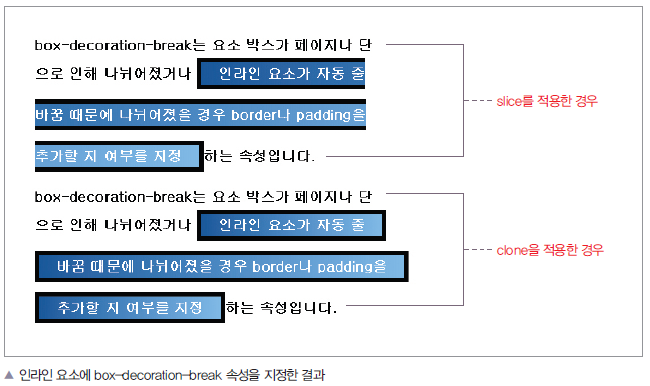 box-decoration-break는 요소 박스가 페이지나 단
으로 인해 나뉘어졌거나 인라인 요소가 자동 줄
바꿈 때문에 나뉘어졌을 경우 border나 padding을
추가할 지 여부를 지정 하는 속성입니다.
slice를 적용한 경우
box-decoration-break는 요소 박스가 페이지나 단
으로 인해 나뉘어졌거나 인라인 요소가 자동 줄
바꿈 때문에 나뉘어졌을 경우 border나 padding을
추가할 지 여부를 지정 하는 속성입니다.
clone을 적용한 경우
▲ 인라인 요소에 box-decoration-break 속성을 지정한 결과